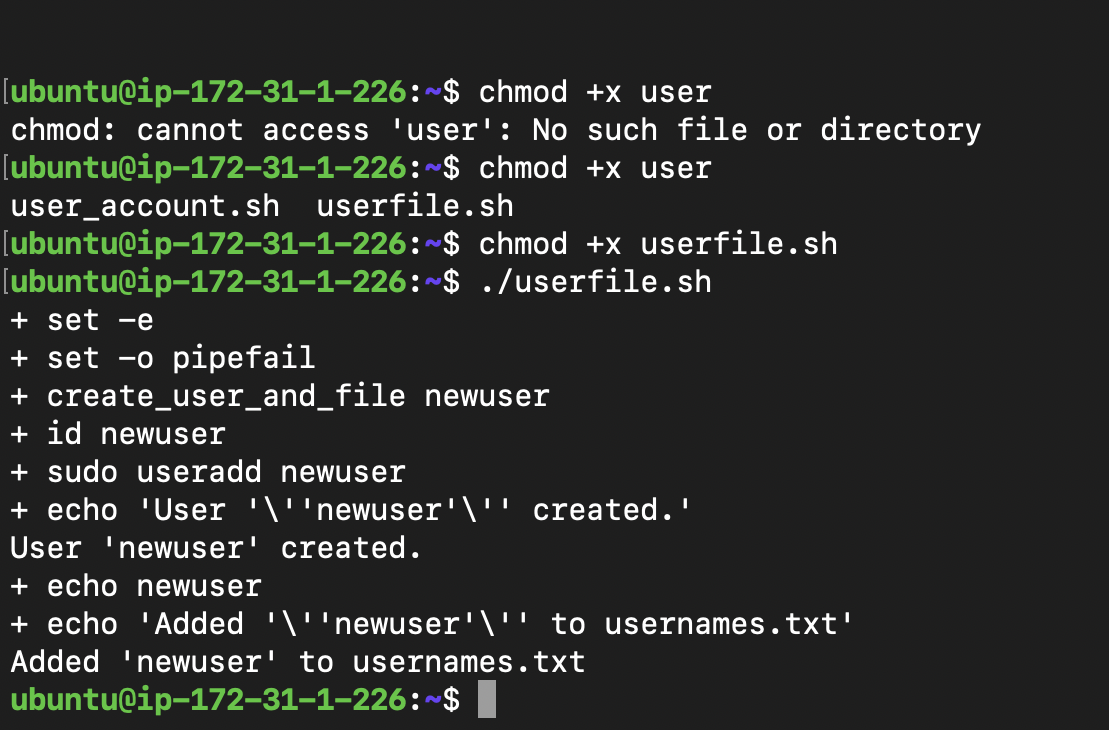 [ubuntu@ip-172-31-1-226:~$ chmod +x user
chmod: cannot access 'user': No such file or directory
[ubuntu@ip-172-31-1-226:~$ chmod +x user
user_account.sh  userfile.sh
[ubuntu@ip-172-31-1-226:~$ chmod +x userfile.sh
[ubuntu@ip-172-31-1-226:~$ ./userfile.sh
+ set -e
+ set -o pipefail
+ create_user_and_file newuser
+ id newuser
+ sudo useradd newuser
+ echo 'User '\''newuser'\'' created.'
User 'newuser' created.
+ echo newuser
+ echo 'Added '\''newuser'\'' to usernames.txt'
Added 'newuser' to usernames.txt
ubuntu@ip-172-31-1-226:~$